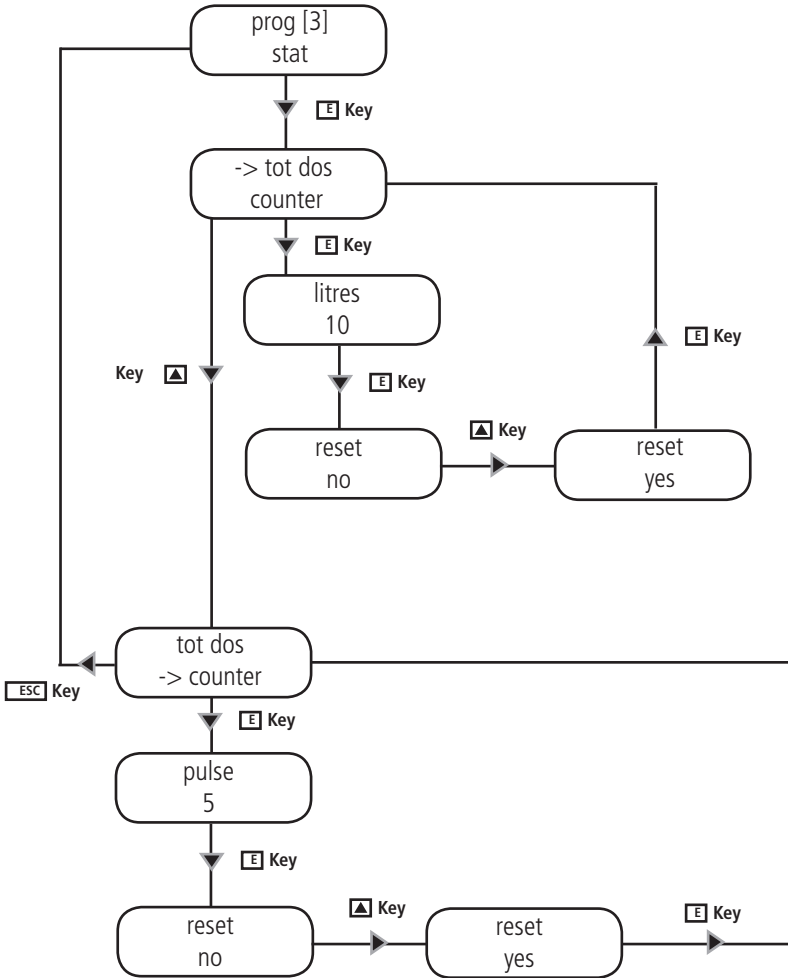 prog [3]
stat
E Key
-> tot dos
counter
E Key
litres
10
Key
E Key
E Key
reset
no
Key
reset
yes
tot dos
-> counter
ESC Key
E Key
pulse
5
E Key
reset
no
Key
reset
yes
E Key